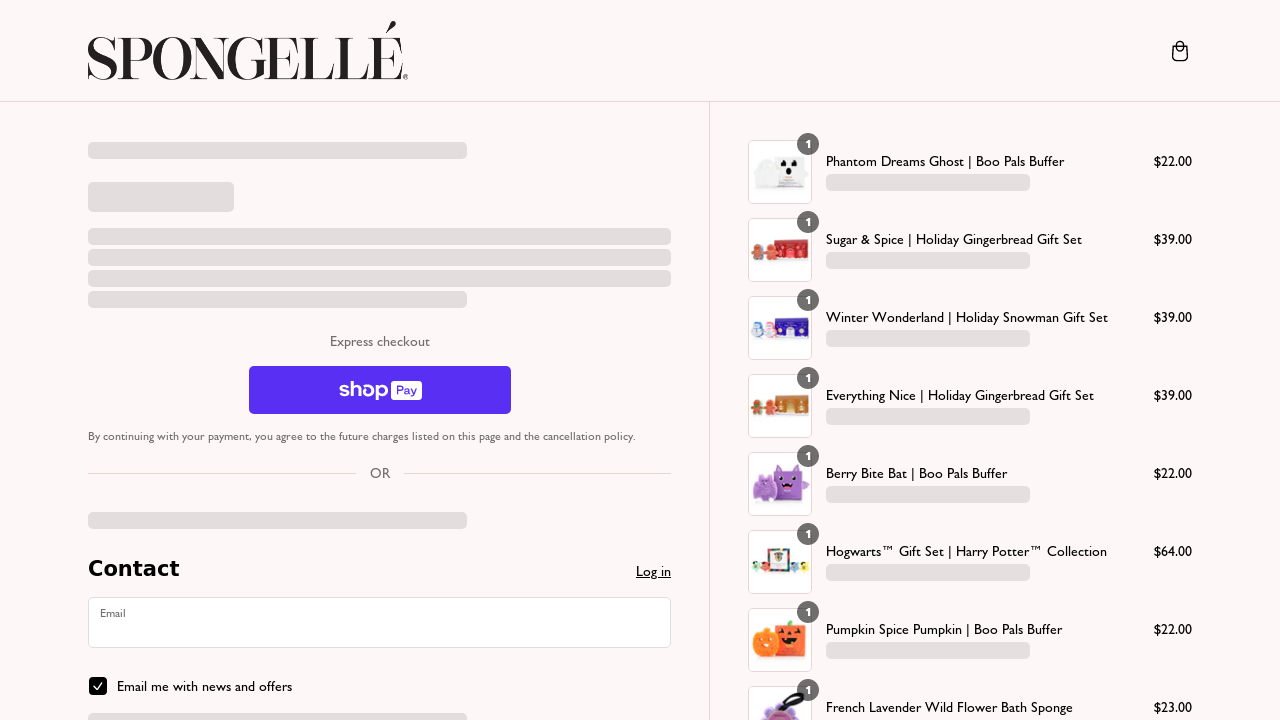 SPONGELLÉ®
Express checkout
shop Pay
By continuing with your payment, you agree to the future charges listed on this page and the cancellation policy.
OR
Contact
Log in
Email
Email me with news and offers
1
Phantom Dreams Ghost | Boo Pals Buffer
$22.00
1
Sugar & Spice | Holiday Gingerbread Gift Set
$39.00
1
Winter Wonderland | Holiday Snowman Gift Set
$39.00
1
Everything Nice | Holiday Gingerbread Gift Set
$39.00
1
Berry Bite Bat | Boo Pals Buffer
$22.00
1
Hogwarts™ Gift Set | Harry Potter™ Collection
$64.00
1
Pumpkin Spice Pumpkin | Boo Pals Buffer
$22.00
1
French Lavender Wild Flower Bath Sponge
$23.00